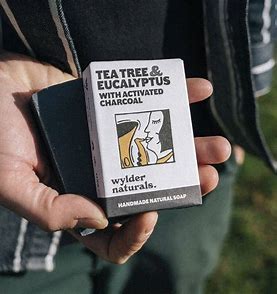 TEA TREE &
EUCALYPTUS
WITH ACTIVATED
CHARCOAL
wylder
naturals.
HANDMADE NATURAL SOAP